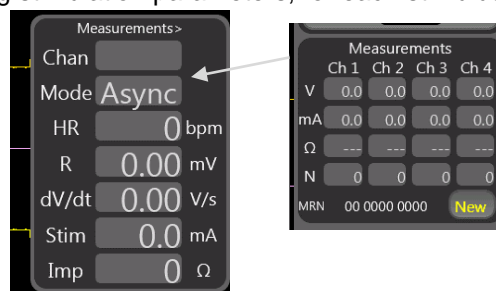 Measurements>
Chan
Mode Async
HR 0 bpm
R 0.00 mV
dV/dt 0.00 V/s
Stim 0.0 mA
Imp 0 Ω
Measurements
Ch 1 Ch 2 Ch 3 Ch 4
V 0.0 0.0 0.0 0.0
mA 0.0 0.0 0.0 0.0
Ω --- --- --- ---
N 0 0 0 0
MRN 00 0000 0000 New